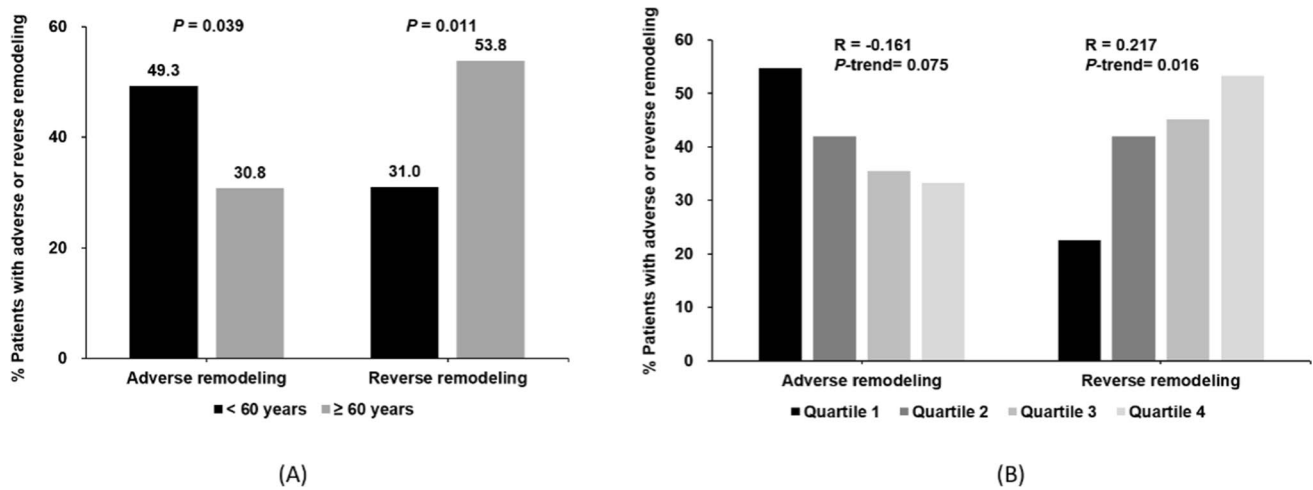 % Patients with adverse or reverse remodeling
60
40
20
0
P = 0.039
P = 0.011
49.3
30.8
31.0
53.8
Adverse remodeling
Reverse remodeling
< 60 years
≥ 60 years
(A)
% Patients with adverse or reverse remodeling
60
50
40
30
20
10
0
R = -0.161
P-trend= 0.075
R = 0.217
P-trend= 0.016
Adverse remodeling
Reverse remodeling
Quartile 1
Quartile 2
Quartile 3
Quartile 4
(B)